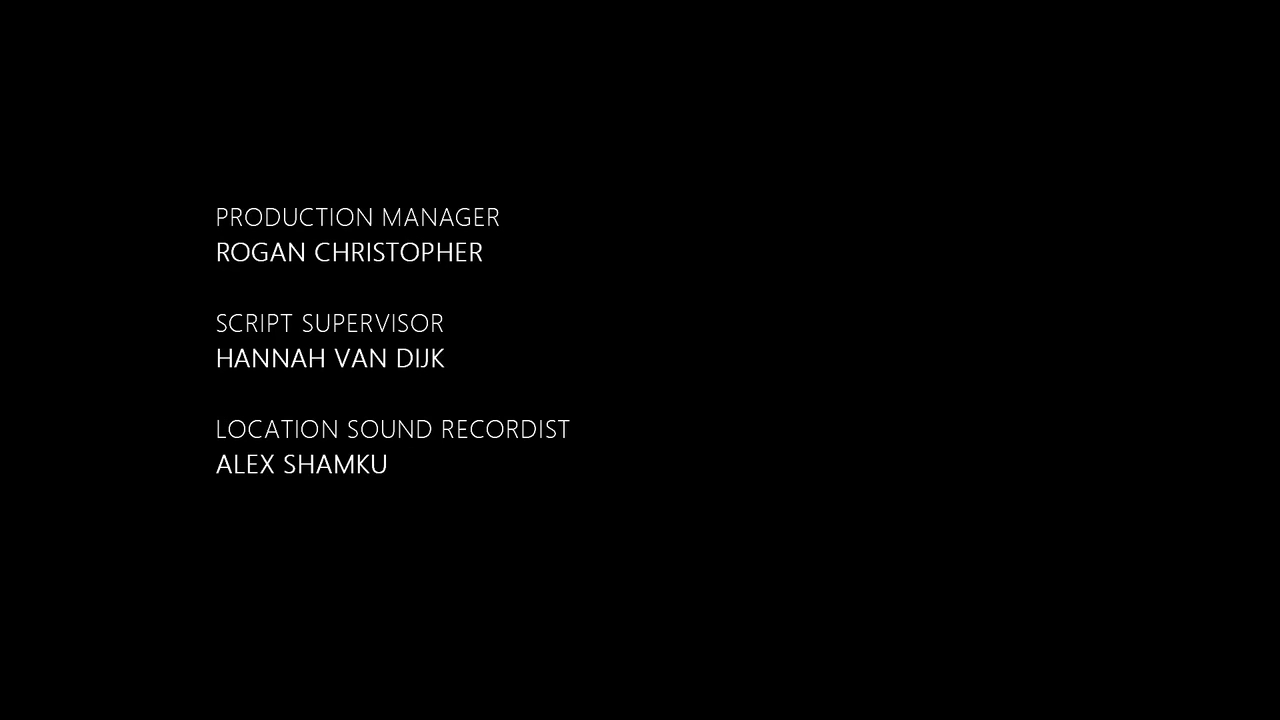 PRODUCTION MANAGER
ROGAN CHRISTOPHER
SCRIPT SUPERVISOR
HANNAH VAN DIJK
LOCATION SOUND RECORDIST
ALEX SHAMKU